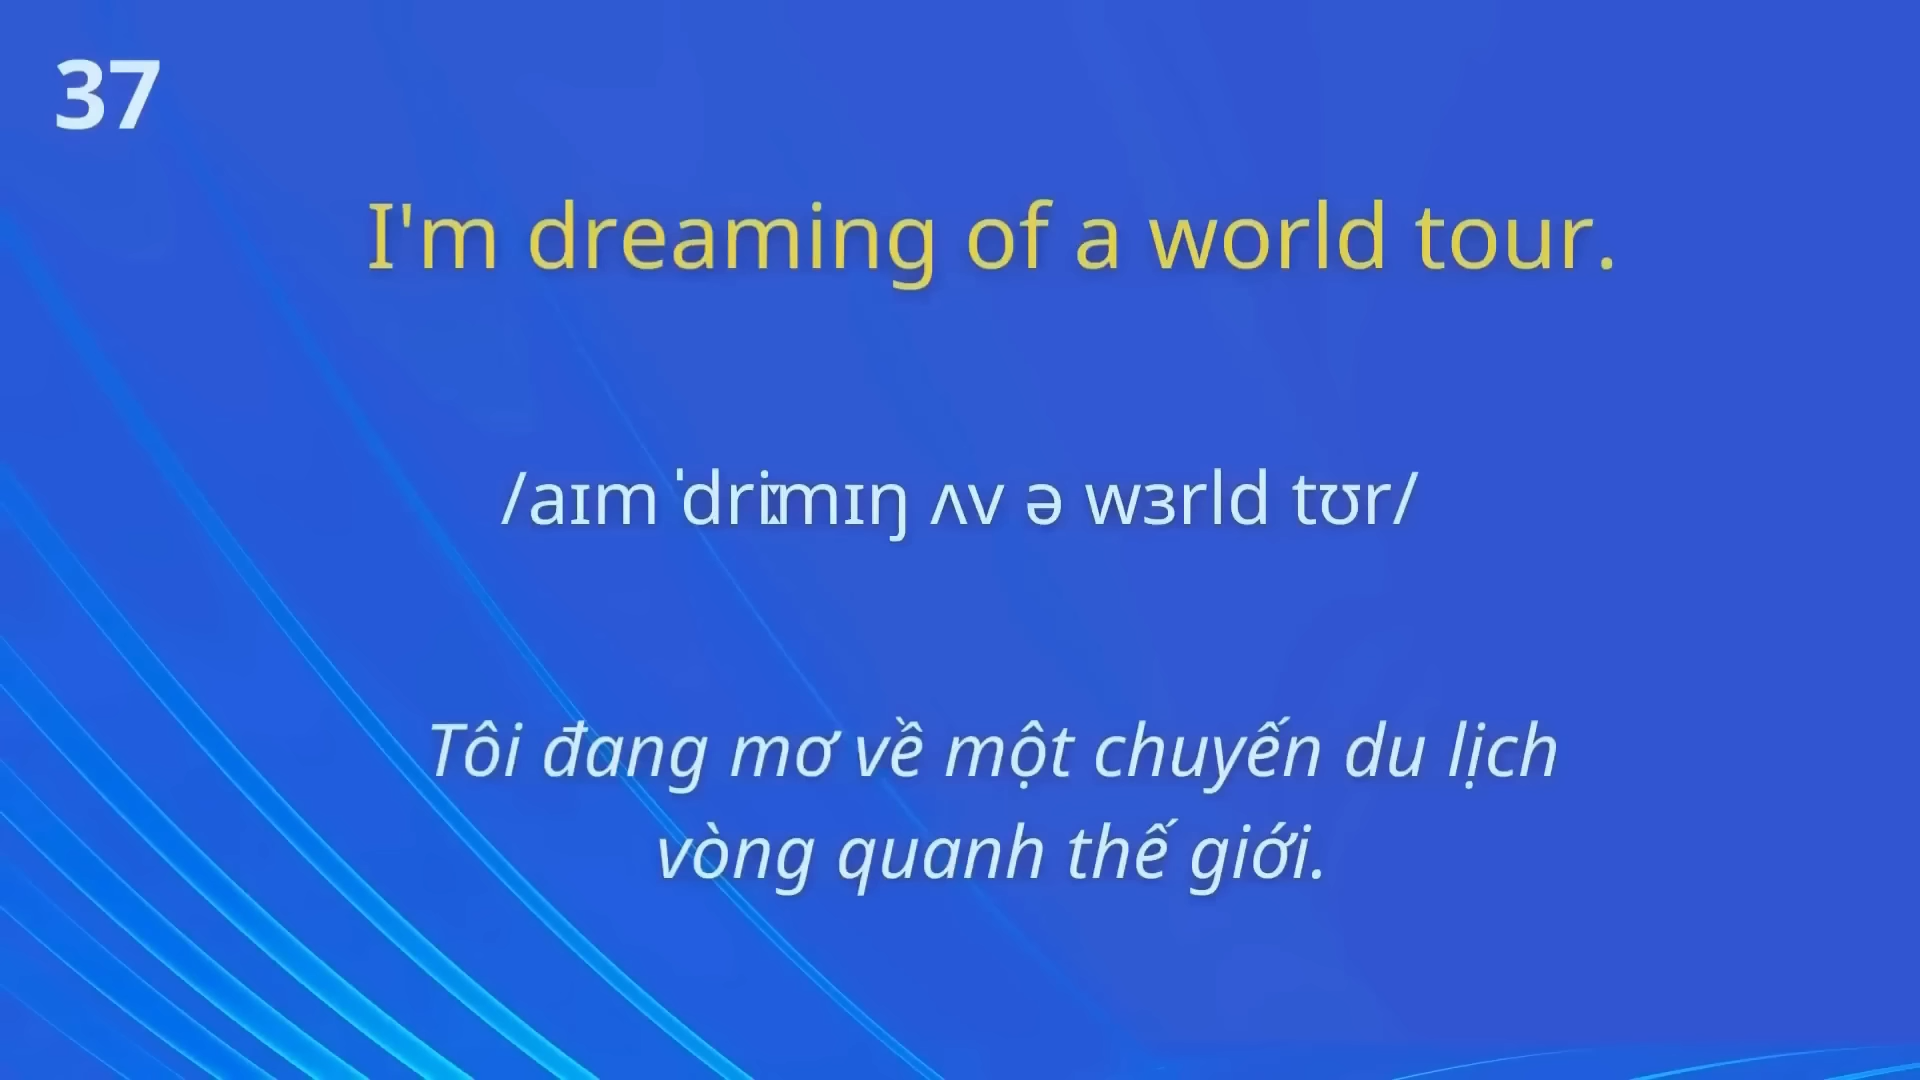 37
I'm dreaming of a world tour.
/aɪm ˈdriːmɪŋ ʌv ə wɜrld tʊr/
Tôi đang mơ về một chuyến du lịch
vòng quanh thế giới.